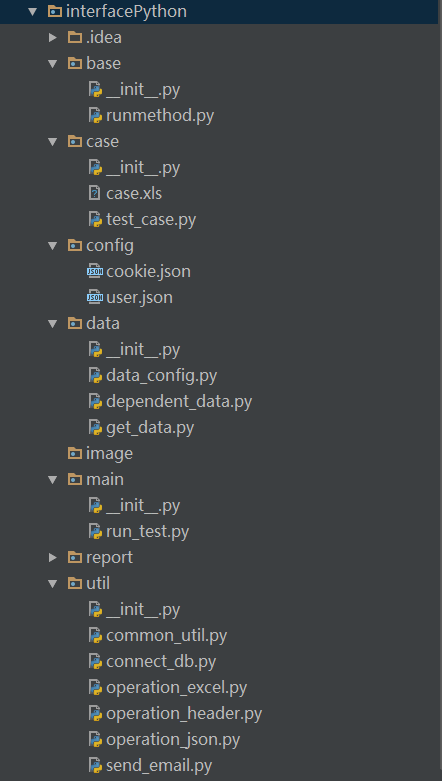 interfacePython
.idea
base
__init__.py
runmethod.py
case
__init__.py
case.xls
test_case.py
config
JSON cookie.json
JSON user.json
data
__init__.py
data_config.py
dependent_data.py
get_data.py
image
main
__init__.py
run_test.py
report
util
__init__.py
common_util.py
connect_db.py
operation_excel.py
operation_header.py
operation_json.py
send_email.py